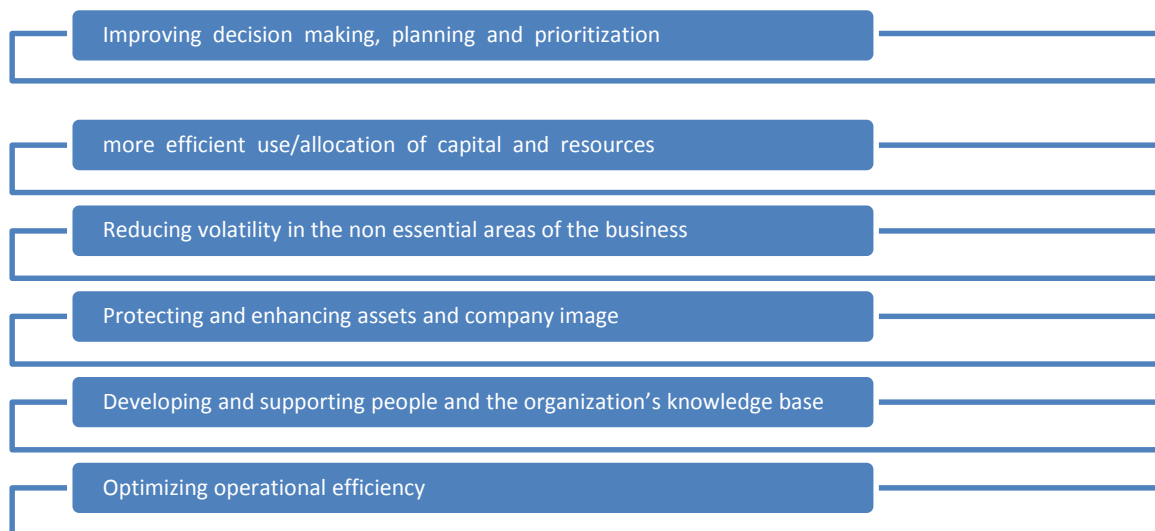 Improving decision making, planning and prioritization
more efficient use/allocation of capital and resources
Reducing volatility in the non essential areas of the business
Protecting and enhancing assets and company image
Developing and supporting people and the organization’s knowledge base
Optimizing operational efficiency